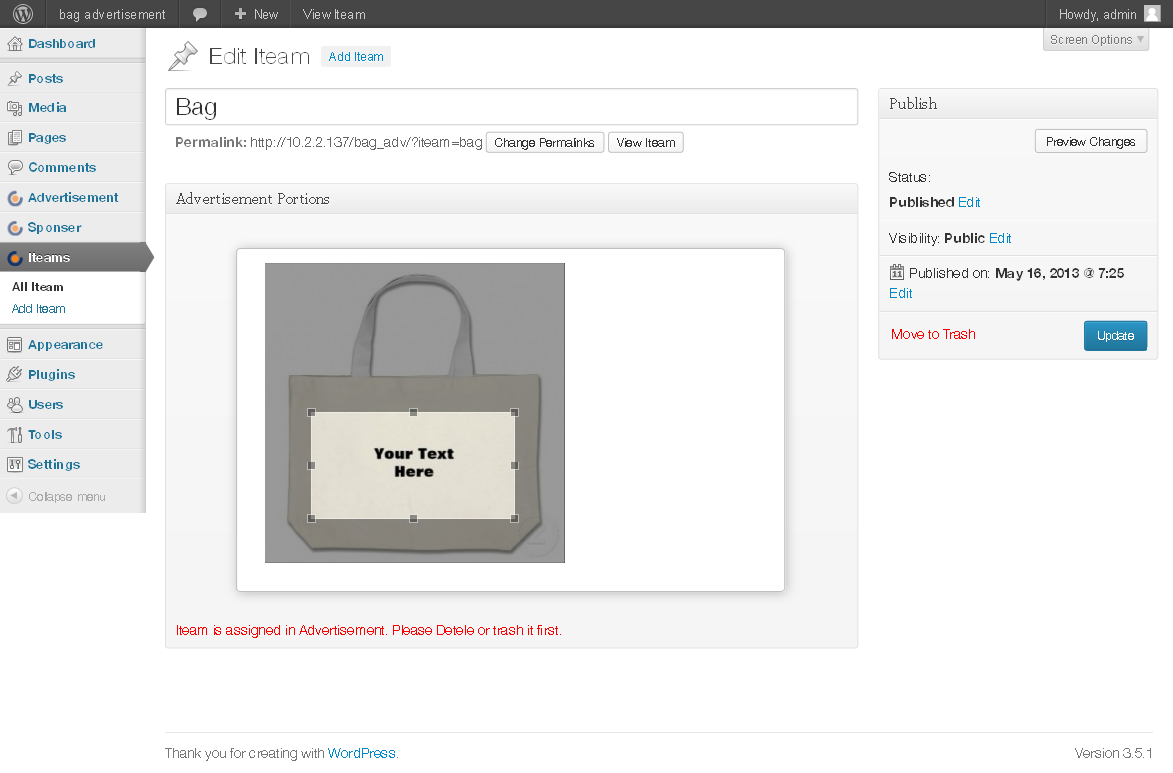 bag advertisement
New
View Iteam
Howdy, admin
Screen Options
Dashboard
Posts
Media
Pages
Comments
Advertisement
Sponser
Iteams
All Iteam
Add Iteam
Appearance
Plugins
Users
Tools
Settings
Collapse menu
Edit Iteam Add Iteam
Bag
Permalink: http://10.2.2.137/bag_adv/?iteam=bag Change Permalinks View Iteam
Advertisement Portions
Your Text
Here
Iteam is assigned in Advertisement. Please Detele or trash it first.
Publish
Preview Changes
Status:
Published Edit
Visibility: Public Edit
Published on: May 16, 2013 @ 7:25
Edit
Move to Trash Update
Thank you for creating with WordPress.
Version 3.5.1